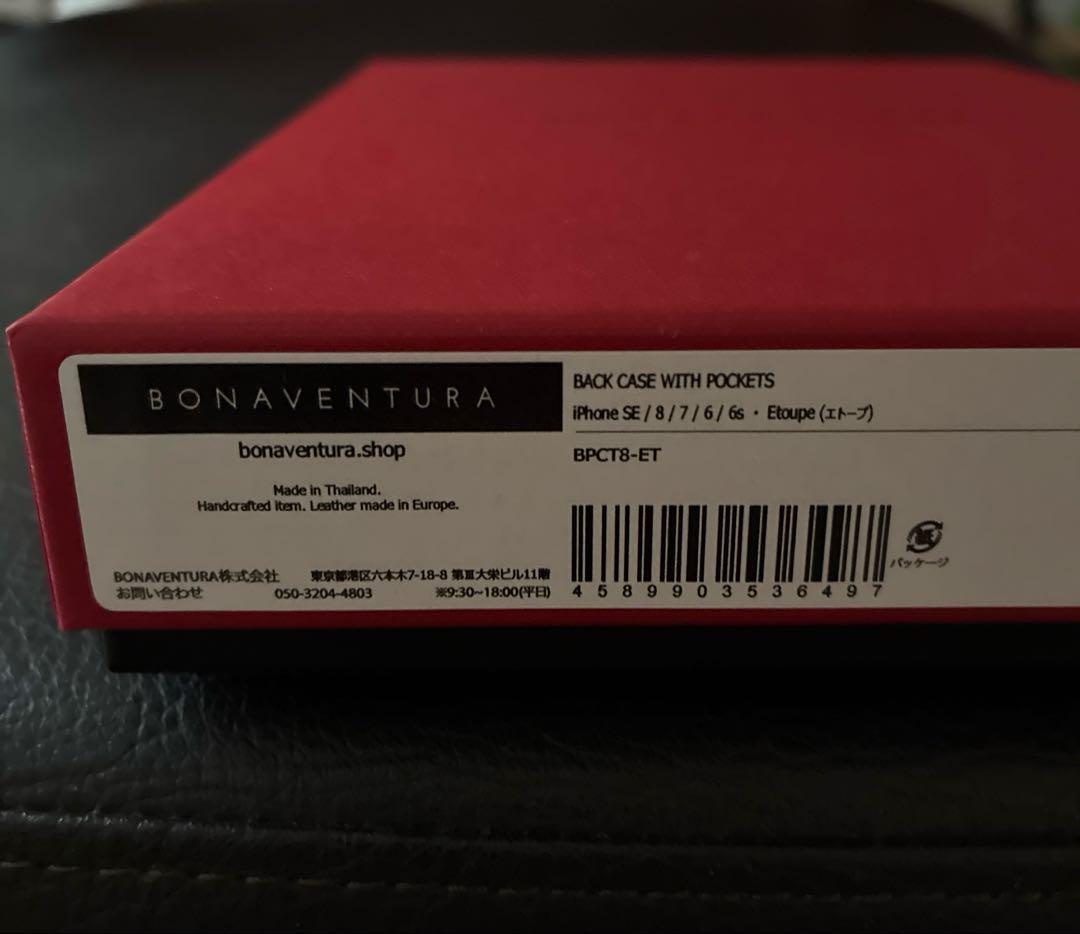 BONAVENTURA
bonaventura.shop
Made in Thailand.
Handcrafted item. Leather made in Europe.
BONAVENTURA株式会社 東京都港区六本木7-18-8 第Ⅲ大栄ビル11階
お問い合わせ 050-3204-4803 ※9:30~18:00(平日)
BACK CASE WITH POCKETS
iPhone SE / 8 / 7 / 6 / 6s ・ Etoupe (エトープ)
BPCT8-ET
4589903536497
紙
パッケージ